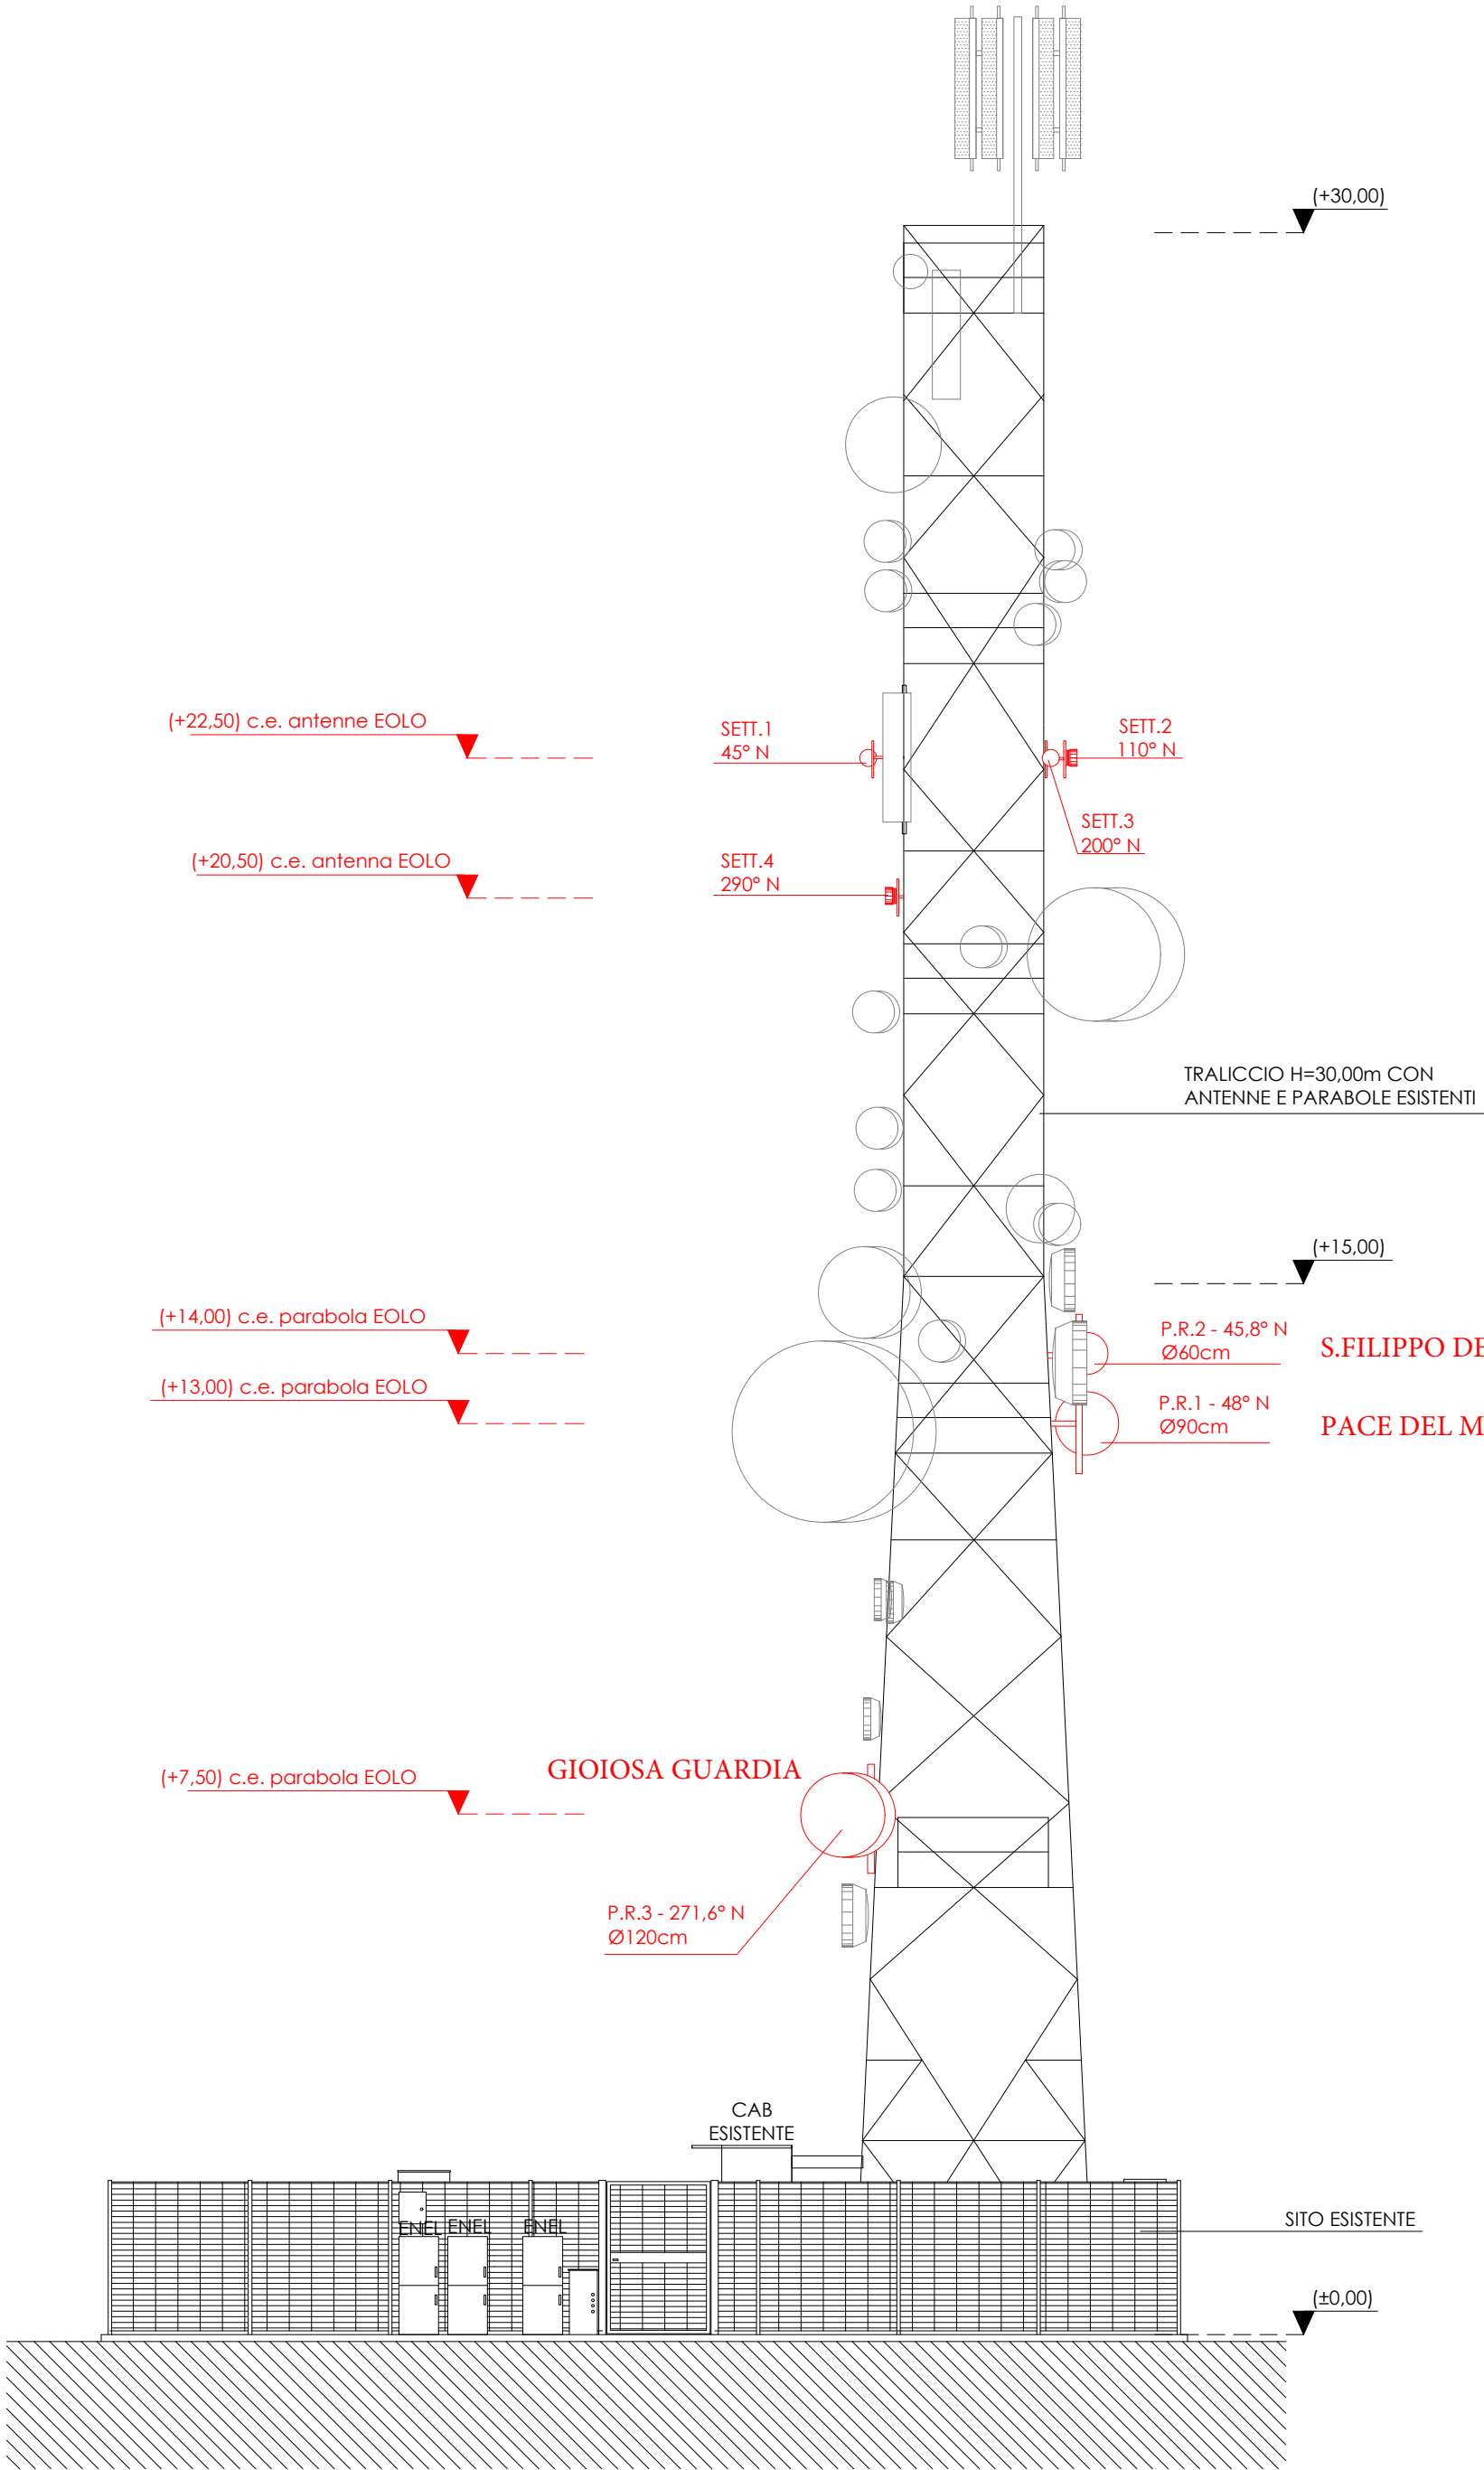 (+30,00)
(+22,50) c.e. antenne EOLO
SETT.1
45° N
SETT.2
110° N
SETT.3
200° N
(+20,50) c.e. antenna EOLO
SETT.4
290° N
TRALICCIO H=30,00m CON
ANTENNE E PARABOLE ESISTENTI
(+15,00)
(+14,00) c.e. parabola EOLO
P.R.2 - 45,8° N
Ø60cm
S.FILIPPO
(+13,00) c.e. parabola EOLO
P.R.1 - 48° N
Ø90cm
PACE DEL
GIOIOSA GUARDIA
(+7,50) c.e. parabola EOLO
P.R.3 - 271,6° N
Ø120cm
CAB
ESISTENTE
ENEL ENEL ENEL
SITO ESISTENTE
(±0,00)